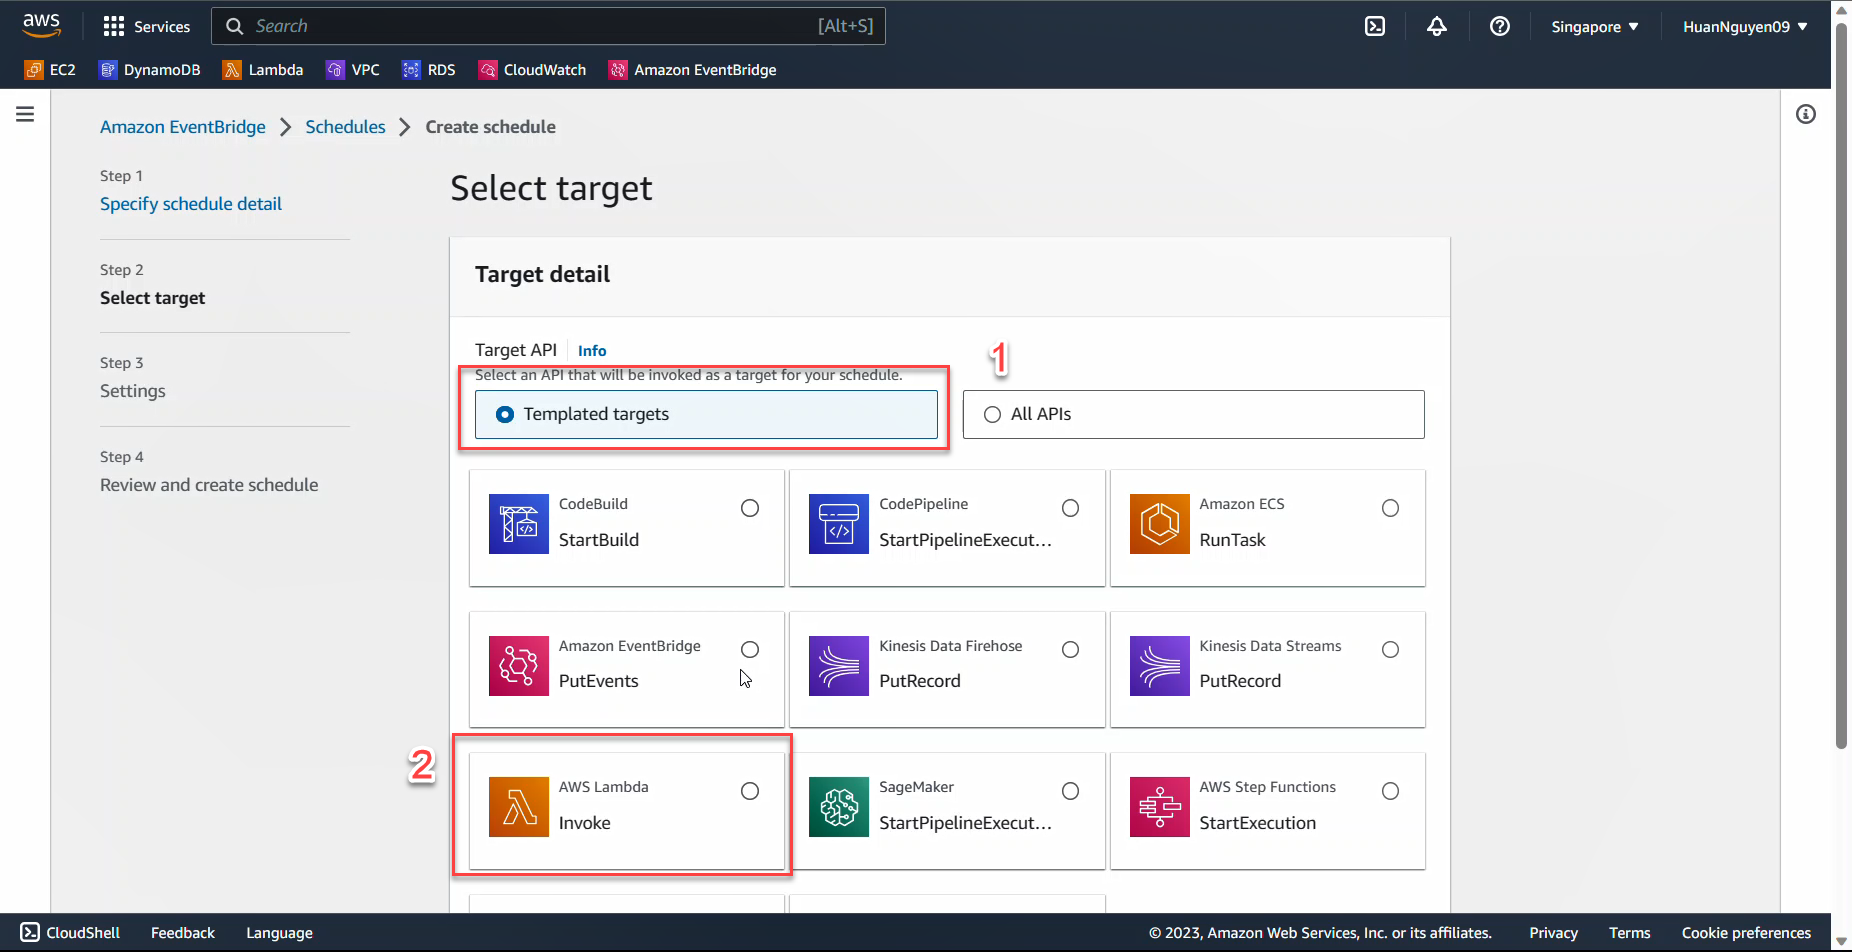 aws
Services
Search
[Alt+S]
Singapore
HuanNguyen09
EC2
DynamoDB
Lambda
VPC
RDS
CloudWatch
Amazon EventBridge
Amazon EventBridge
Schedules
Create schedule
Step 1
Specify schedule detail
Step 2
Select target
Step 3
Settings
Step 4
Review and create schedule
Select target
Target detail
Target API
Info
1
Select an API that will be invoked as a target for your schedule.
Templated targets
All APIs
CodeBuild
StartBuild
CodePipeline
StartPipelineExecut...
Amazon ECS
RunTask
Amazon EventBridge
PutEvents
Kinesis Data Firehose
PutRecord
Kinesis Data Streams
PutRecord
2
AWS Lambda
Invoke
SageMaker
StartPipelineExecut...
AWS Step Functions
StartExecution
CloudShell
Feedback
Language
© 2023, Amazon Web Services, Inc. or its affiliates.
Privacy
Terms
Cookie preferences